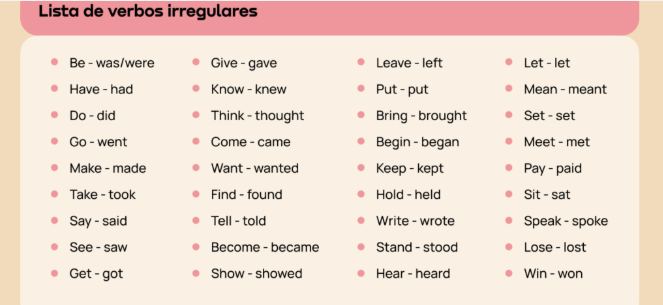 Lista de verbos irregulares
Be - was/were
Have - had
Do - did
Go - went
Make - made
Take - took
Say - said
See - saw
Get - got
Give - gave
Know - knew
Think - thought
Come - came
Want - wanted
Find - found
Tell - told
Become - became
Show - showed
Leave - left
Put - put
Bring - brought
Begin - began
Keep - kept
Hold - held
Write - wrote
Stand - stood
Hear - heard
Let - let
Mean - meant
Set - set
Meet - met
Pay - paid
Sit - sat
Speak - spoke
Lose - lost
Win - won